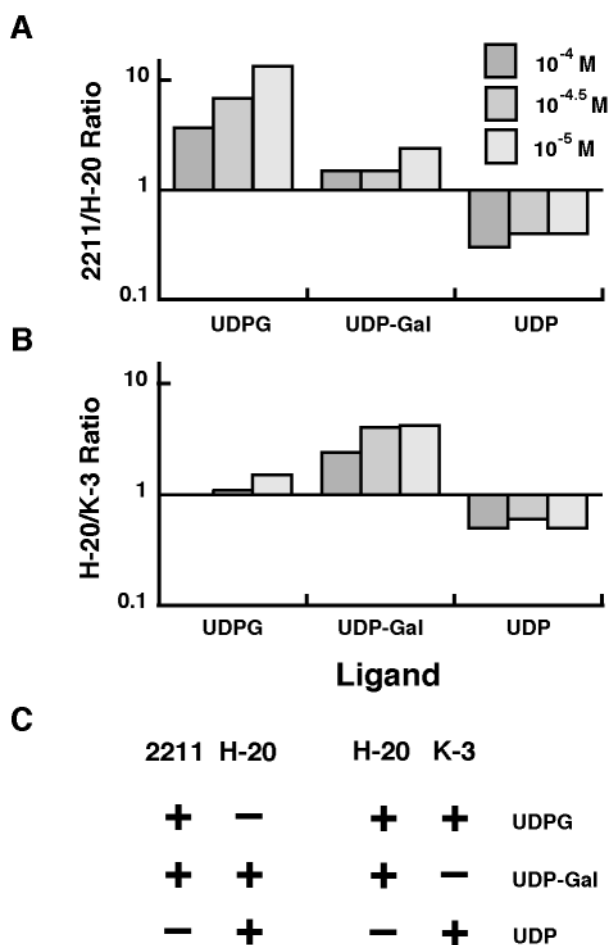 A
2211/H-20 Ratio
10
1
0.1
10⁻⁴ M
10⁻⁴·⁵ M
10⁻⁵ M
UDPG UDP-Gal UDP
B
H-20/K-3 Ratio
10
1
0.1
UDPG UDP-Gal UDP
Ligand
C
2211 H-20 H-20 K-3
+ − + + UDPG
+ + + − UDP-Gal
− + − + UDP